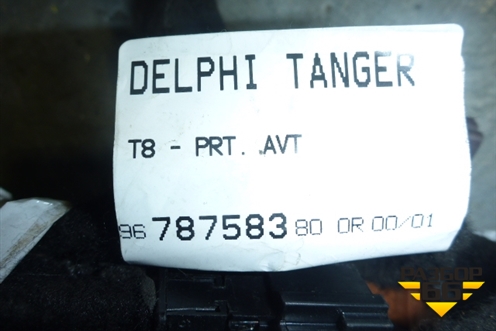 DELPHI TANGER
T8 - PRT. AVT
96 787583 80 OR 00/01